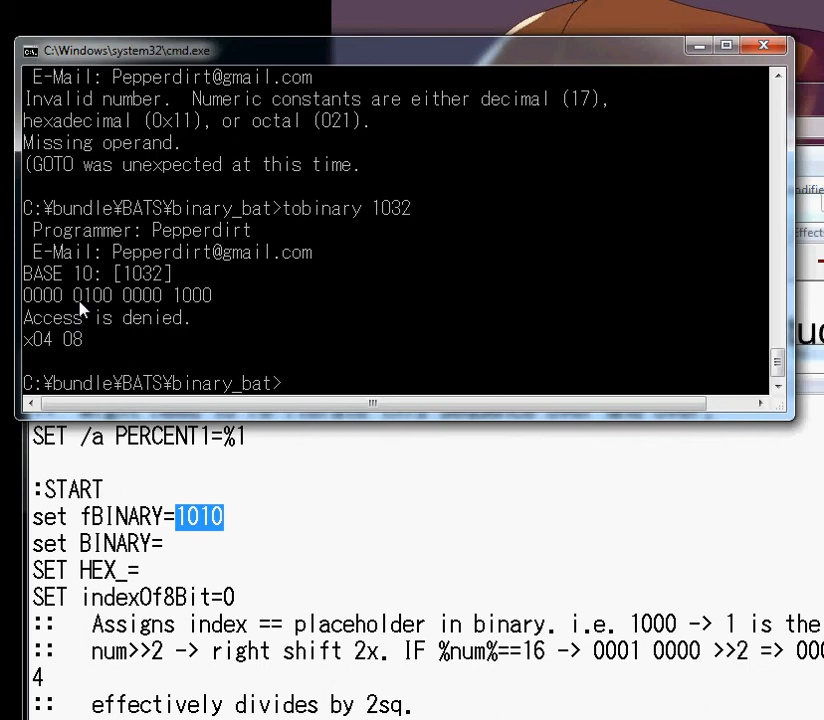 C:\Windows\system32\cmd.exe
E-Mail: Pepperdirt@gmail.com
Invalid number.  Numeric constants are either decimal (17),
hexadecimal (0x11), or octal (021).
Missing operand.
(GOTO was unexpected at this time.
C:¥bundle¥BATS¥binary_bat>tobinary 1032
Programmer: Pepperdirt
E-Mail: Pepperdirt@gmail.com
BASE 10: [1032]
0000 0100 0000 1000
Access is denied.
x04 08
C:¥bundle¥BATS¥binary_bat>
SET /a PERCENT1=%1
:START
set fBINARY=1010
set BINARY=
SET HEX_=
SET indexOf8Bit=0
::   Assigns index == placeholder in binary. i.e. 1000 -> 1 is the
::   num>>2 -> right shift 2x. IF %num%==16 -> 0001 0000 >>2 => 000
4
::   effectively divides by 2sq.